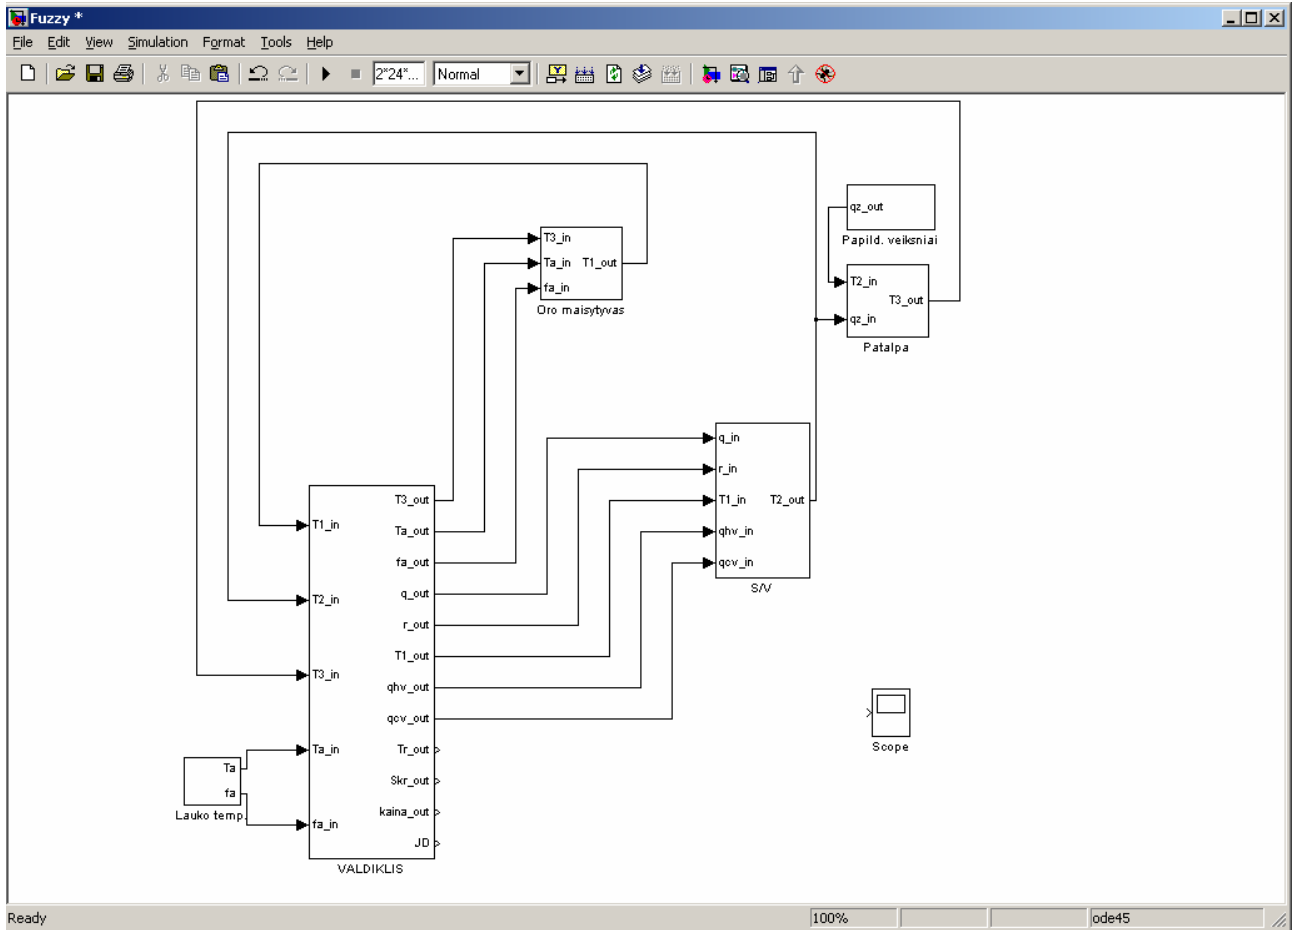 Fuzzy *
File Edit View Simulation Format Tools Help
2*24*... Normal
qz_out
Papild. veiksniai
T2_in
T3_out
qz_in
Patalpa
T3_in
Ta_in T1_out
fa_in
Oro maisytyvas
q_in
r_in
T1_in T2_out
qhv_in
qcv_in
S/V
T3_out
T1_in
Ta_out
fa_out
q_out
T2_in
r_out
T1_out
T3_in
qhv_out
qcv_out
Ta_in
Tr_out
Skr_out
kaina_out
fa_in
JD
VALDIKLIS
Ta
fa
Lauko temp.
Scope
Ready 100% ode45